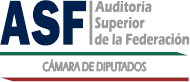 ASF
Auditoría
Superior
de la Federación
CÁMARA DE DIPUTADOS